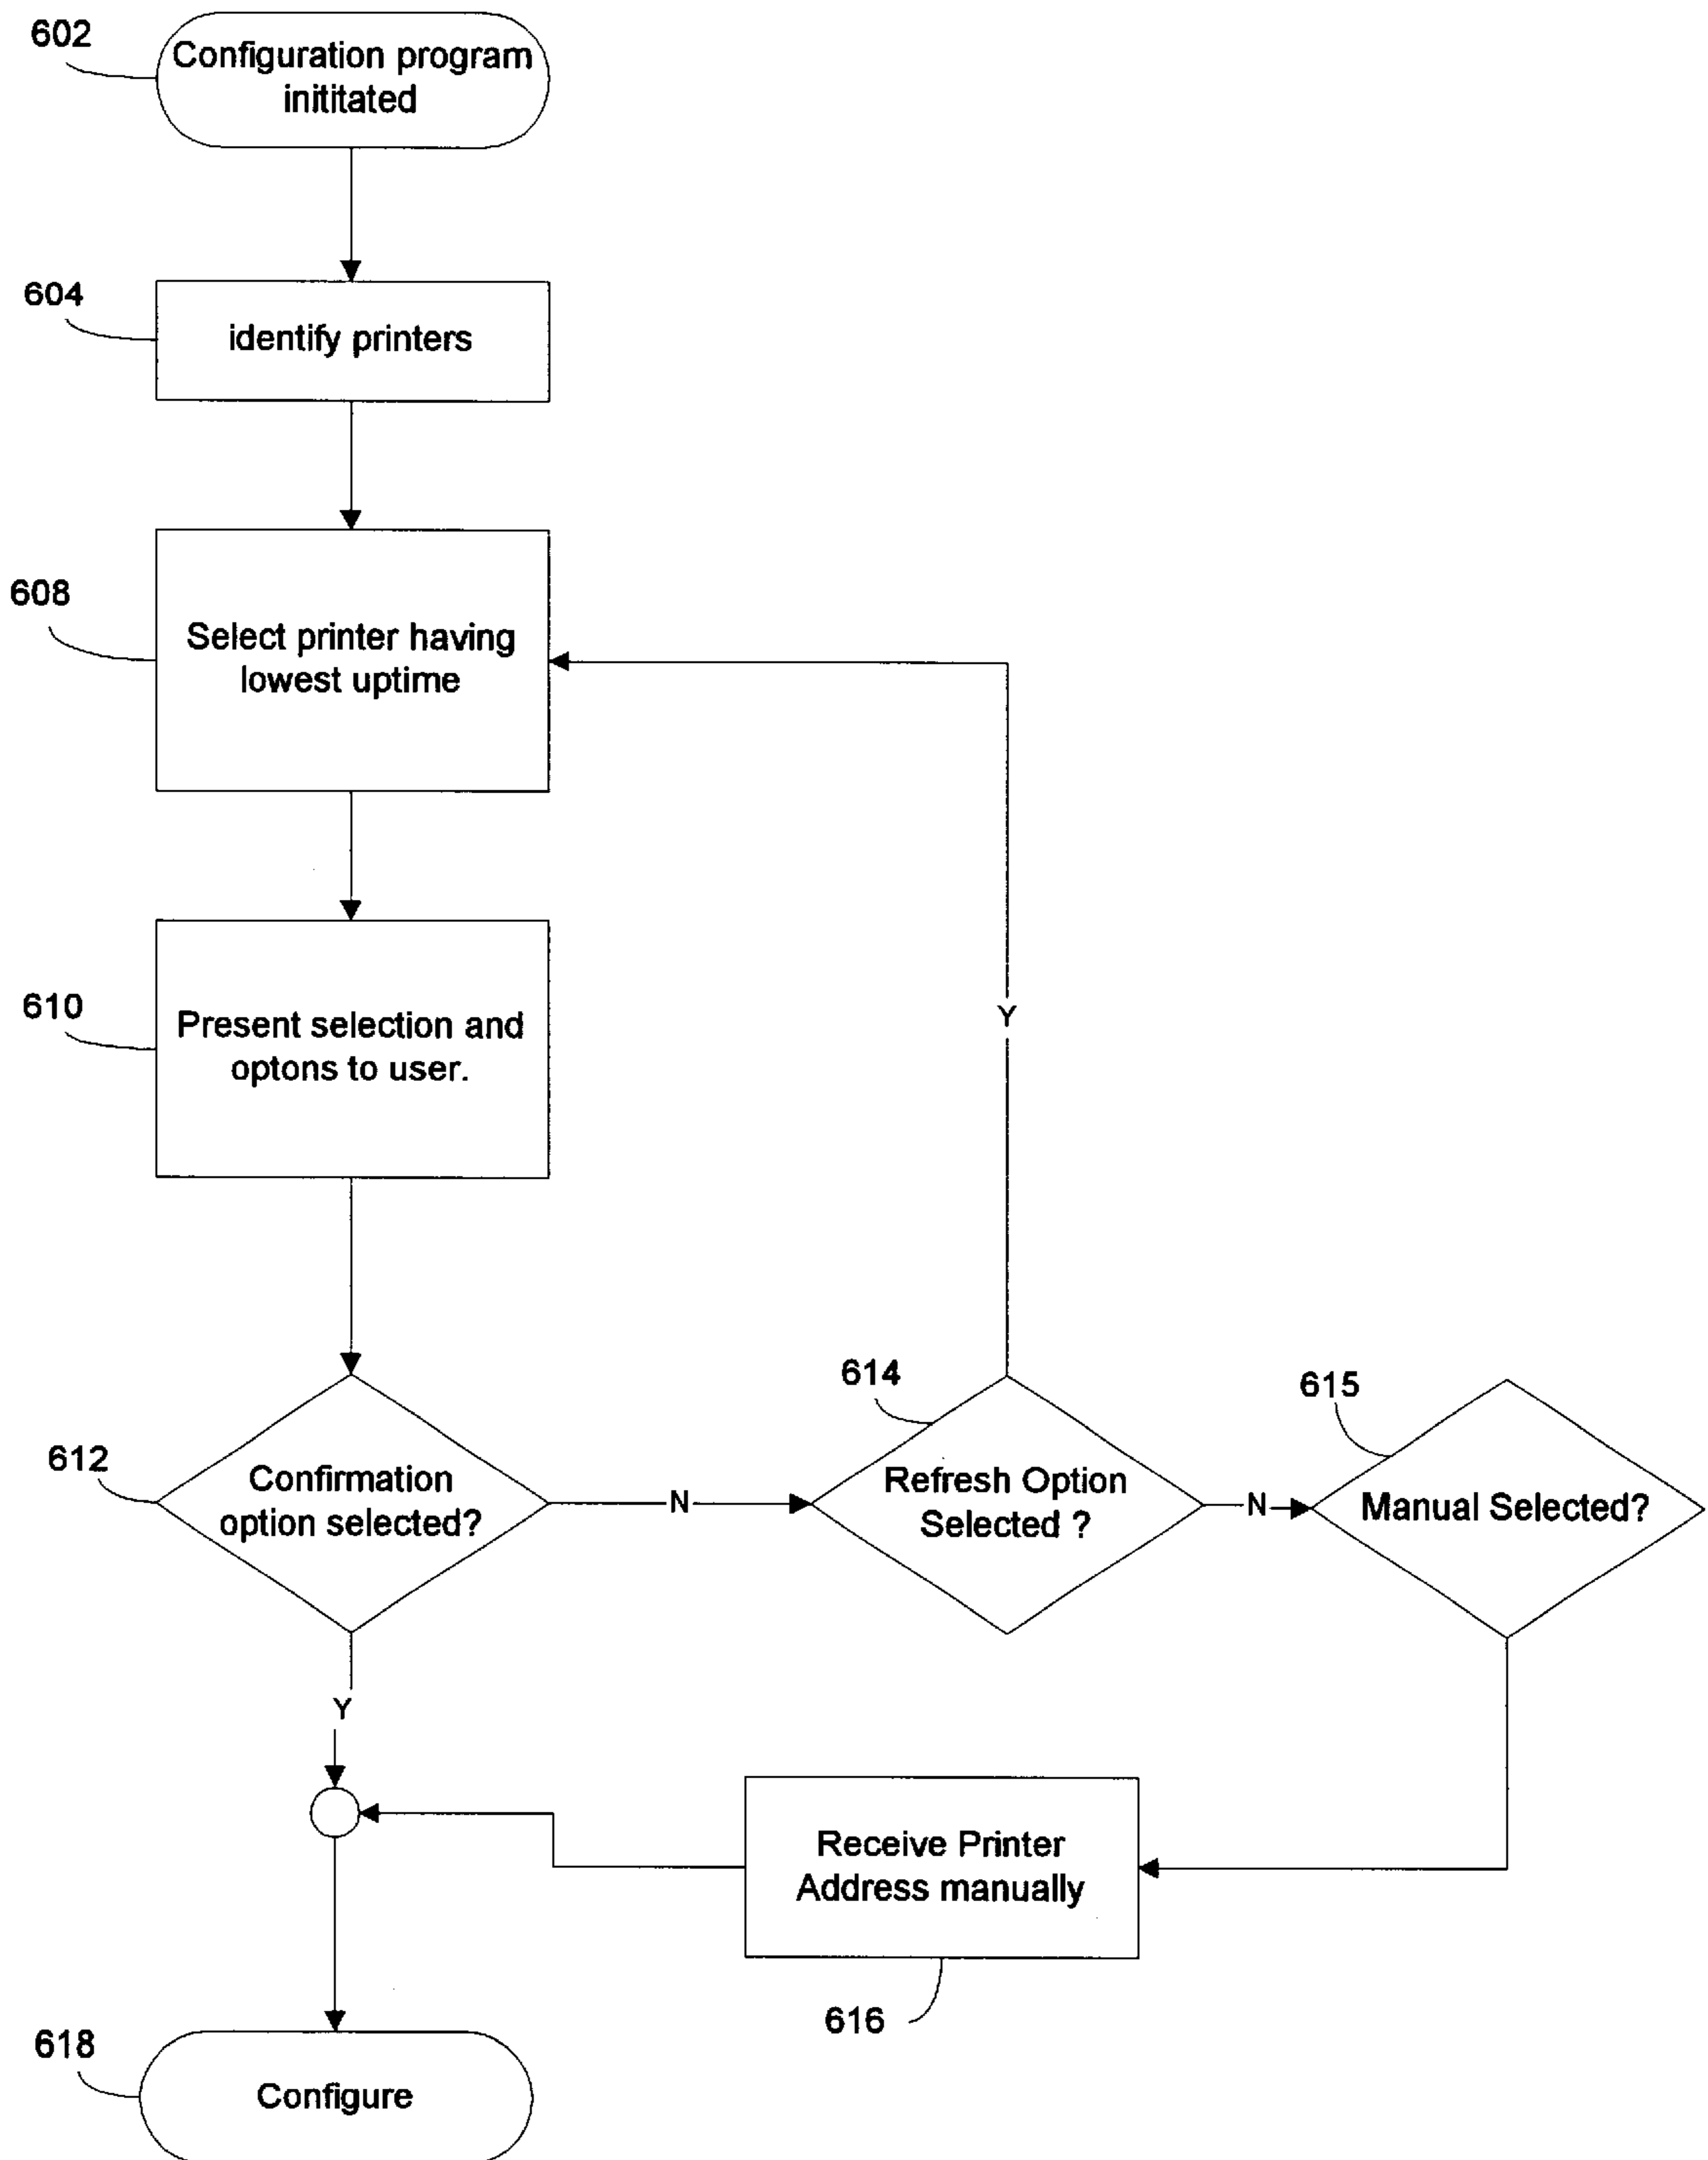 602
Configuration program
inititated
604
identify printers
608
Select printer having
lowest uptime
610
Present selection and
optons to user.
Y
612
Confirmation
option selected?
N
614
Refresh Option
Selected ?
N
615
Manual Selected?
Y
Receive Printer
Address manually
616
618
Configure